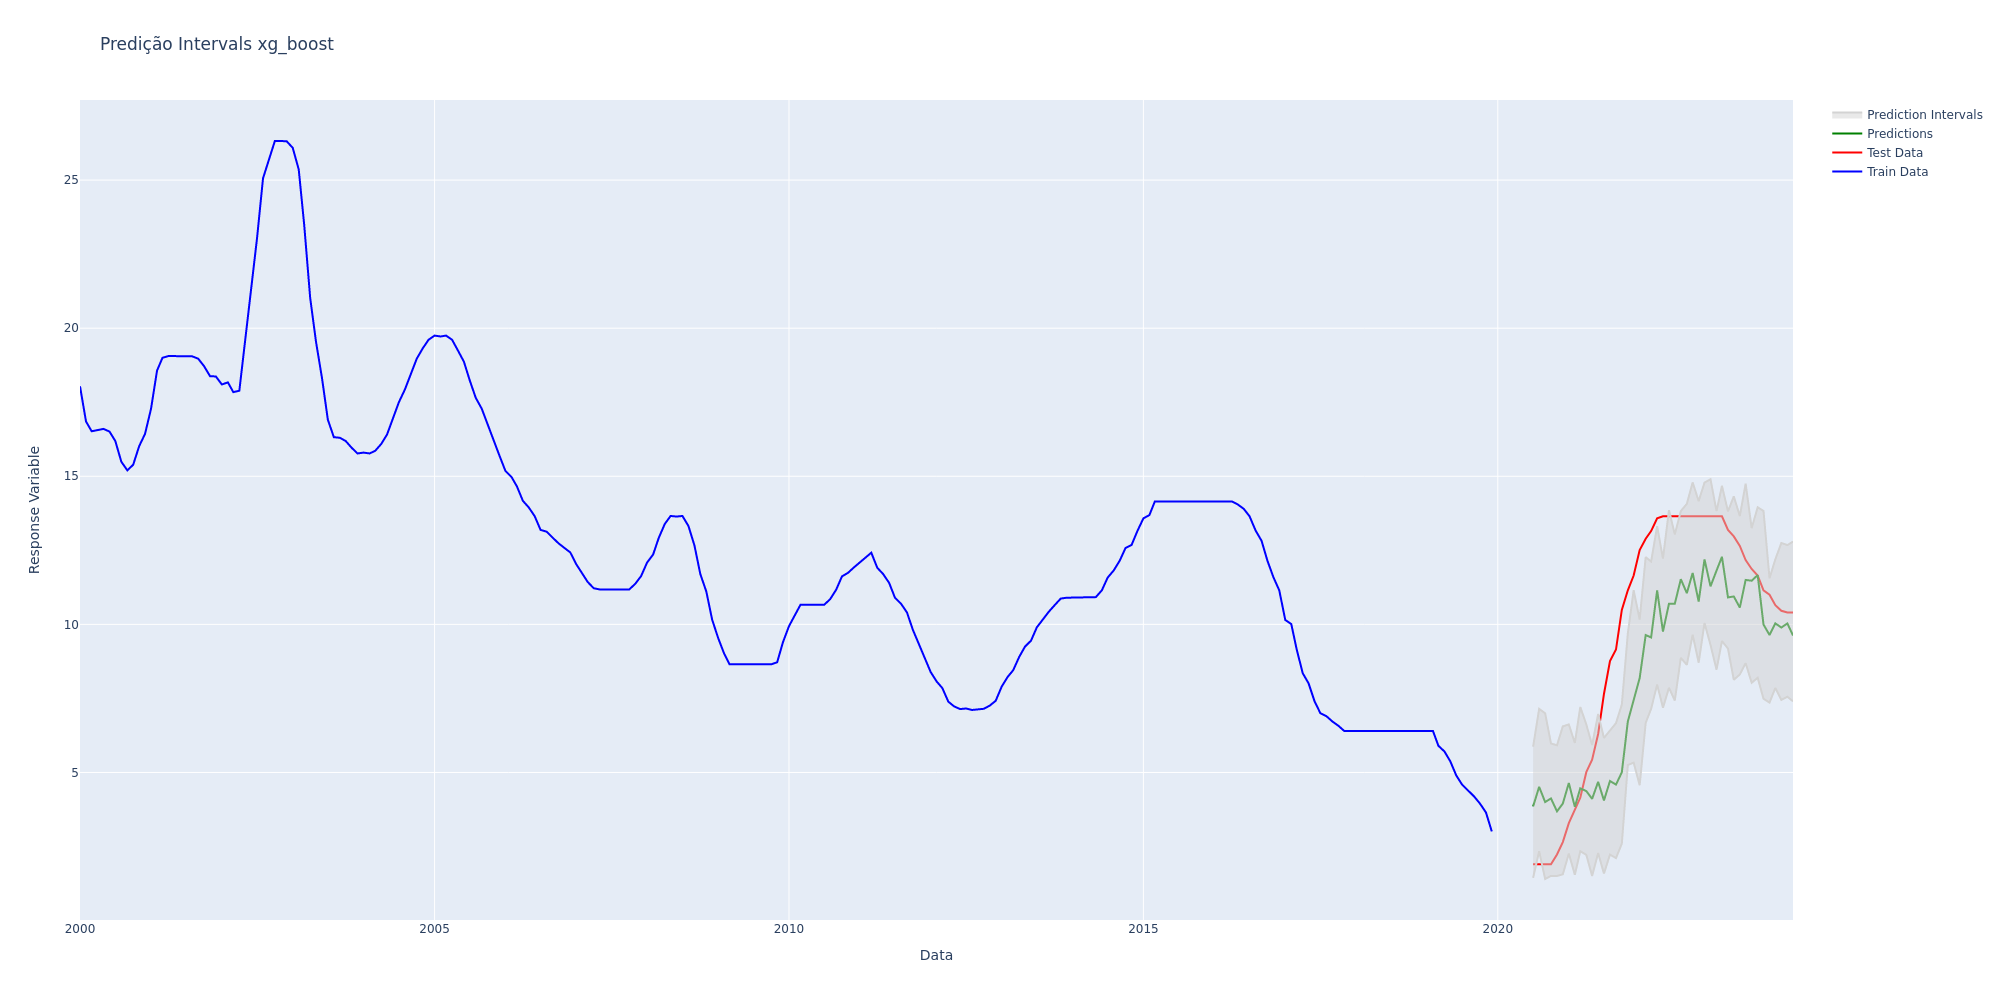 Predição Intervals xg_boost
Prediction Intervals
Predictions
Test Data
Train Data
25
20
15
10
5
Response Variable
2000
2005
2010
2015
2020
Data